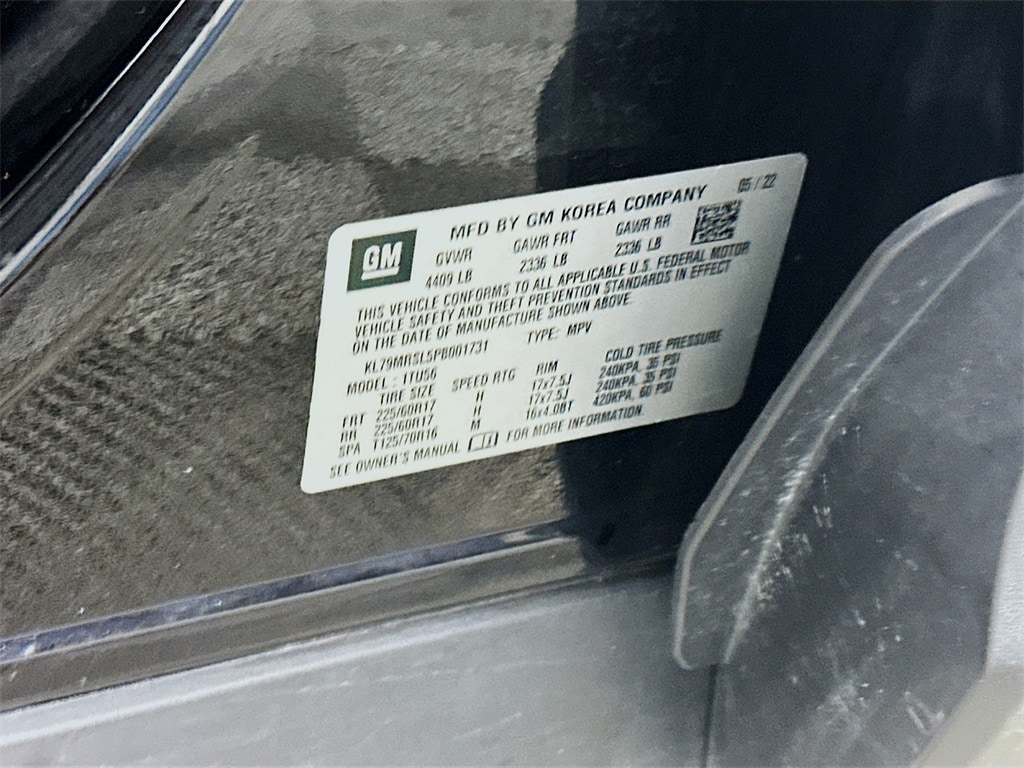 GM
MFD BY GM KOREA COMPANY 05/22
GVWR GAWR FRT GAWR RR
4409 LB 2336 LB 2336 LB
THIS VEHICLE CONFORMS TO ALL APPLICABLE U.S. FEDERAL MOTOR
VEHICLE SAFETY AND THEFT PREVENTION STANDARDS IN EFFECT
ON THE DATE OF MANUFACTURE SHOWN ABOVE.
KL79MRSL5PB001731 TYPE: MPV
MODEL: 1TU56
TIRE SIZE SPEED RTG RIM COLD TIRE PRESSURE
FRT 225/60R17 H 17x7.5J 240KPA, 35 PSI
RR 225/60R17 H 17x7.5J 240KPA, 35 PSI
SPA T125/70R16 M 16x4.0BT 420KPA, 60 PSI
SEE OWNER'S MANUAL FOR MORE INFORMATION.